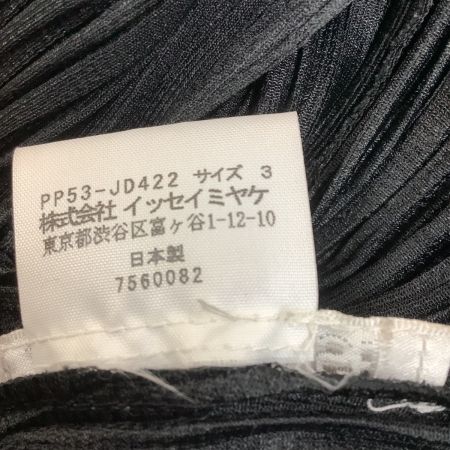 PP53-JD422 サイズ 3
株式会社 イッセイミヤケ
東京都渋谷区富ヶ谷1-12-10
日本製
7560082